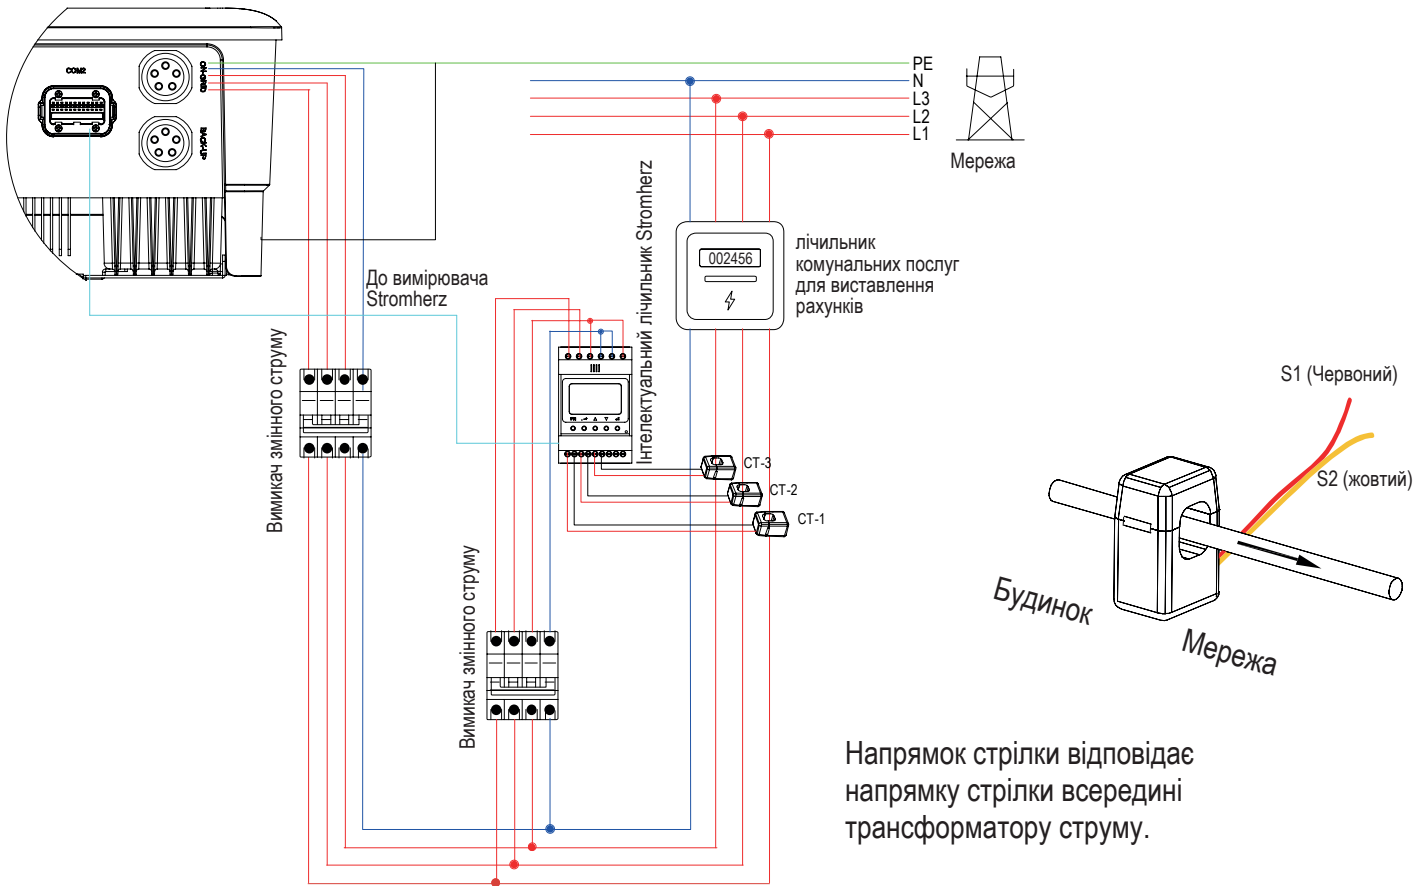 COM2
ON-GRID
BACK-UP
PE
N
L3
L2
L1
Мережа
До вимірювача
Stromherz
Інтелектуальний лічильник Stromherz
002456
лічильник
комунальних послуг
для виставлення
рахунків
Вимикач змінного струму
CT-3
CT-2
CT-1
Вимикач змінного струму
S1 (Червоний)
S2 (жовтий)
Будинок
Мережа
Напрямок стрілки відповідає
напрямку стрілки всередині
трансформатору струму.